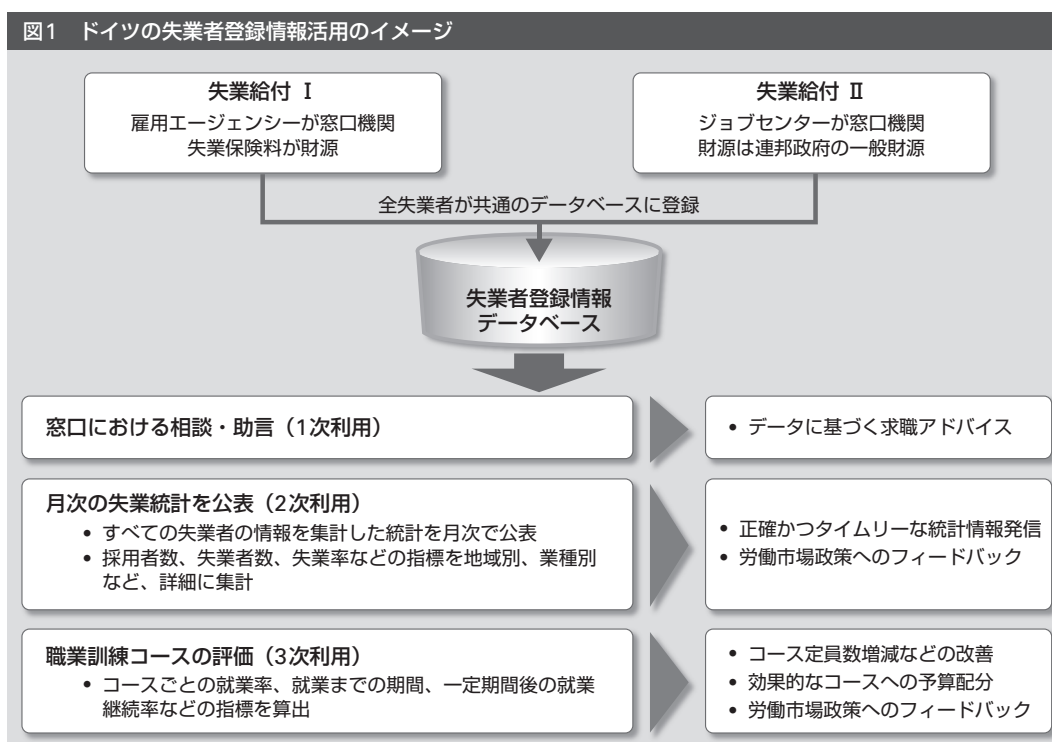 図1 ドイツの失業者登録情報活用のイメージ
失業給付 Ⅰ
雇用エージェンシーが窓口機関
失業保険料が財源
失業給付 Ⅱ
ジョブセンターが窓口機関
財源は連邦政府の一般財源
全失業者が共通のデータベースに登録
失業者登録情報
データベース
窓口における相談・助言（1次利用）
• データに基づく求職アドバイス
月次の失業統計を公表（2次利用）
• すべての失業者の情報を集計した統計を月次で公表
• 採用者数、失業者数、失業率などの指標を地域別、業種別
など、詳細に集計
• 正確かつタイムリーな統計情報発信
• 労働市場政策へのフィードバック
職業訓練コースの評価（3次利用）
• コースごとの就業率、就業までの期間、一定期間後の就業
継続率などの指標を算出
• コース定員数増減などの改善
• 効果的なコースへの予算配分
• 労働市場政策へのフィードバック